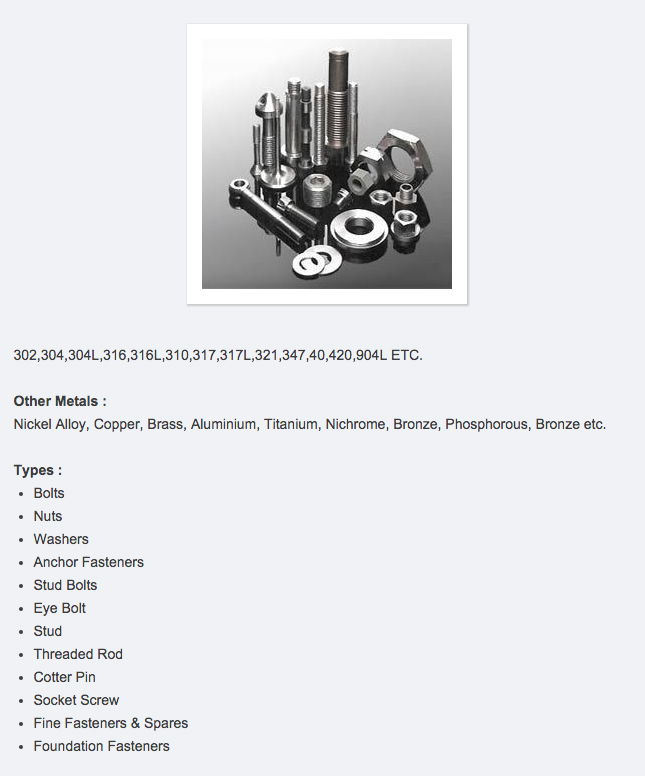 302,304,304L,316,316L,310,317,317L,321,347,40,420,904L ETC.
Other Metals :
Nickel Alloy, Copper, Brass, Aluminium, Titanium, Nichrome, Bronze, Phosphorous, Bronze etc.
Types :
• Bolts
• Nuts
• Washers
• Anchor Fasteners
• Stud Bolts
• Eye Bolt
• Stud
• Threaded Rod
• Cotter Pin
• Socket Screw
• Fine Fasteners & Spares
• Foundation Fasteners